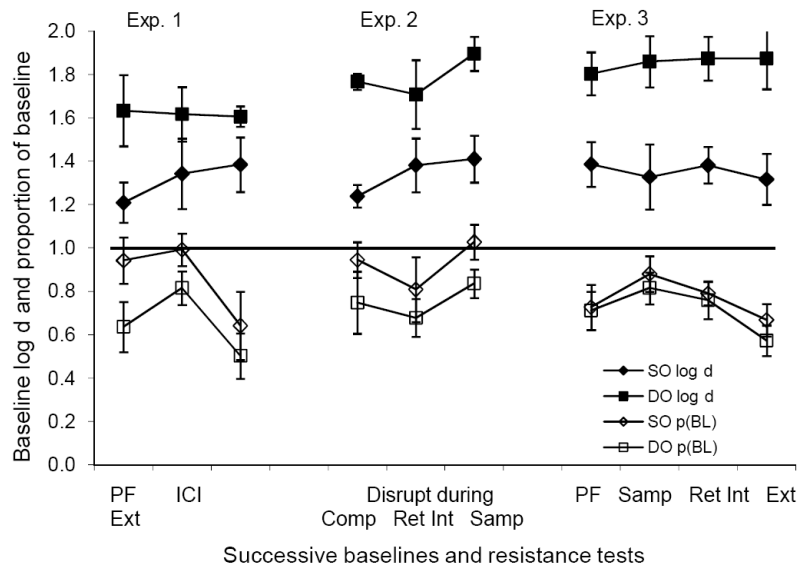 Exp. 1 Exp. 2 Exp. 3
2.0
1.8
1.6
1.4
1.2
1.0
0.8
0.6
0.4
0.2
0.0
Baseline log d and proportion of baseline
SO log d
DO log d
SO p(BL)
DO p(BL)
PF ICI Disrupt during PF Samp Ret Int Ext
Ext Comp Ret Int Samp
Successive baselines and resistance tests